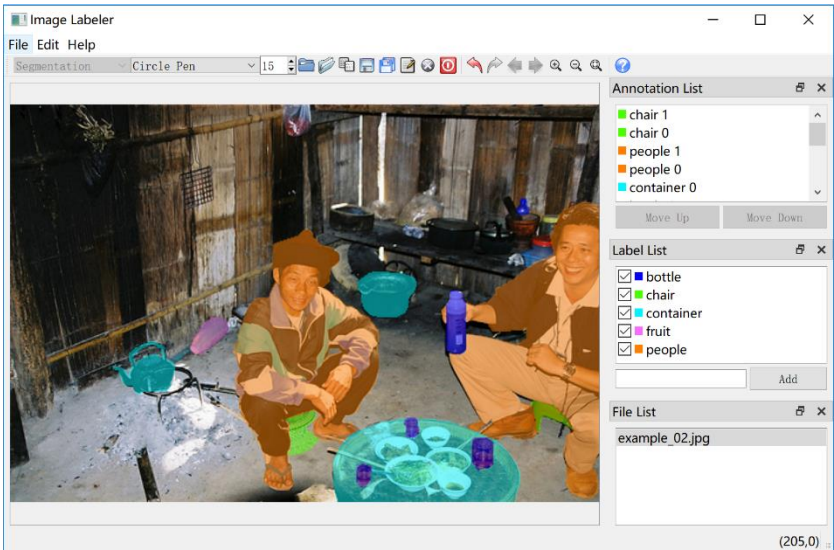 Image Labeler
File Edit Help
Segmentation Circle Pen 15
Annotation List
chair 1
chair 0
people 1
people 0
container 0
Move Up Move Down
Label List
bottle
chair
container
fruit
people
Add
File List
example_02.jpg
(205,0)